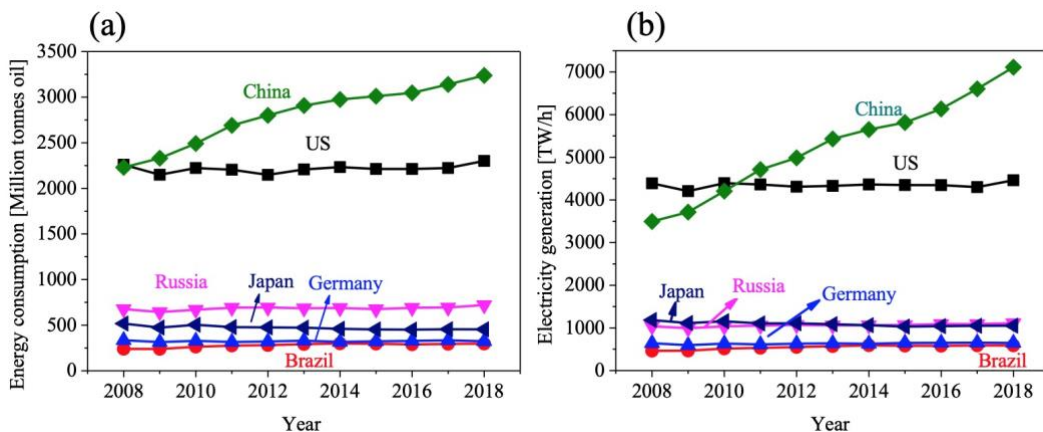 (a)
Energy consumption [Million tonnes oil]
3500
3000
2500
2000
1500
1000
500
0
China
US
Russia
Japan
Germany
Brazil
2008 2010 2012 2014 2016 2018
Year
(b)
Electricity generation [TW/h]
7000
6000
5000
4000
3000
2000
1000
0
China
US
Japan
Russia
Germany
Brazil
2008 2010 2012 2014 2016 2018
Year